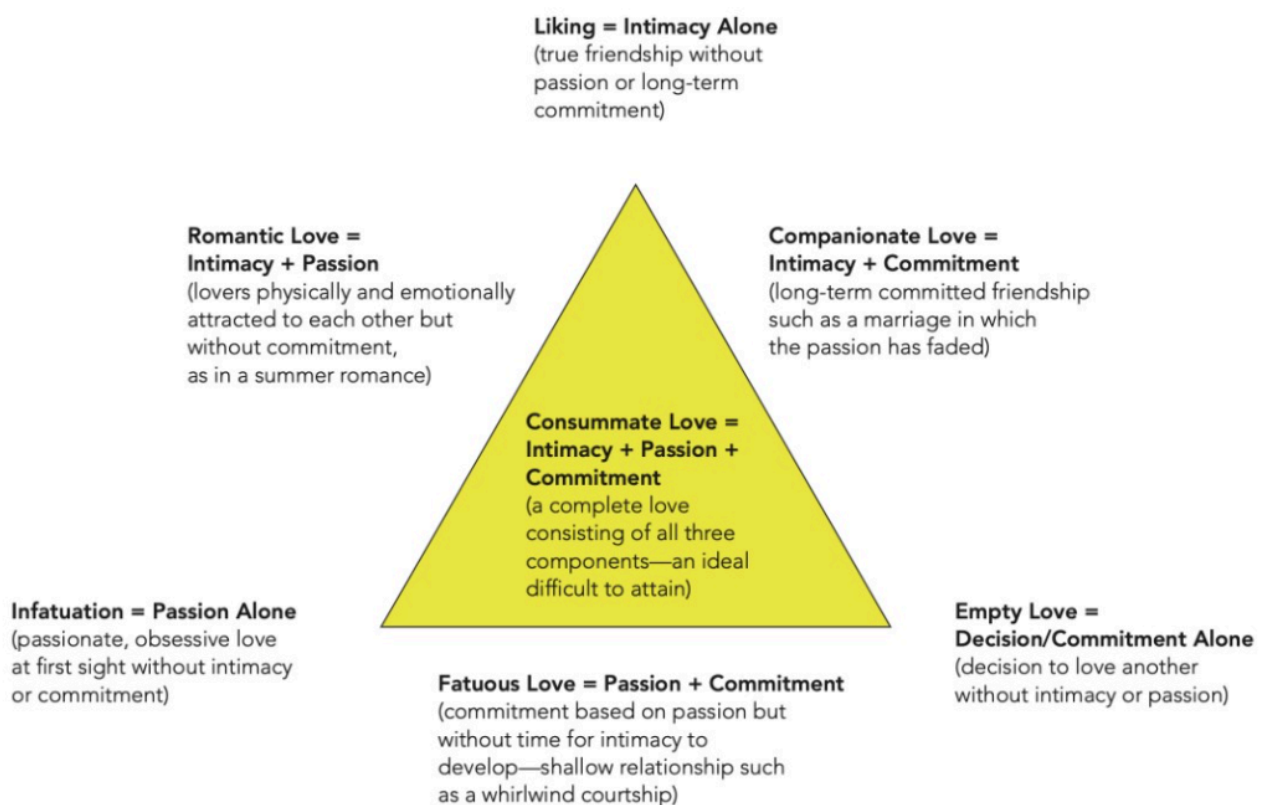 Liking = Intimacy Alone
(true friendship without
passion or long-term
commitment)
Romantic Love =
Intimacy + Passion
(lovers physically and emotionally
attracted to each other but
without commitment,
as in a summer romance)
Companionate Love =
Intimacy + Commitment
(long-term committed friendship
such as a marriage in which
the passion has faded)
Consummate Love =
Intimacy + Passion +
Commitment
(a complete love
consisting of all three
components—an ideal
difficult to attain)
Infatuation = Passion Alone
(passionate, obsessive love
at first sight without intimacy
or commitment)
Empty Love =
Decision/Commitment Alone
(decision to love another
without intimacy or passion)
Fatuous Love = Passion + Commitment
(commitment based on passion but
without time for intimacy to
develop—shallow relationship such
as a whirlwind courtship)